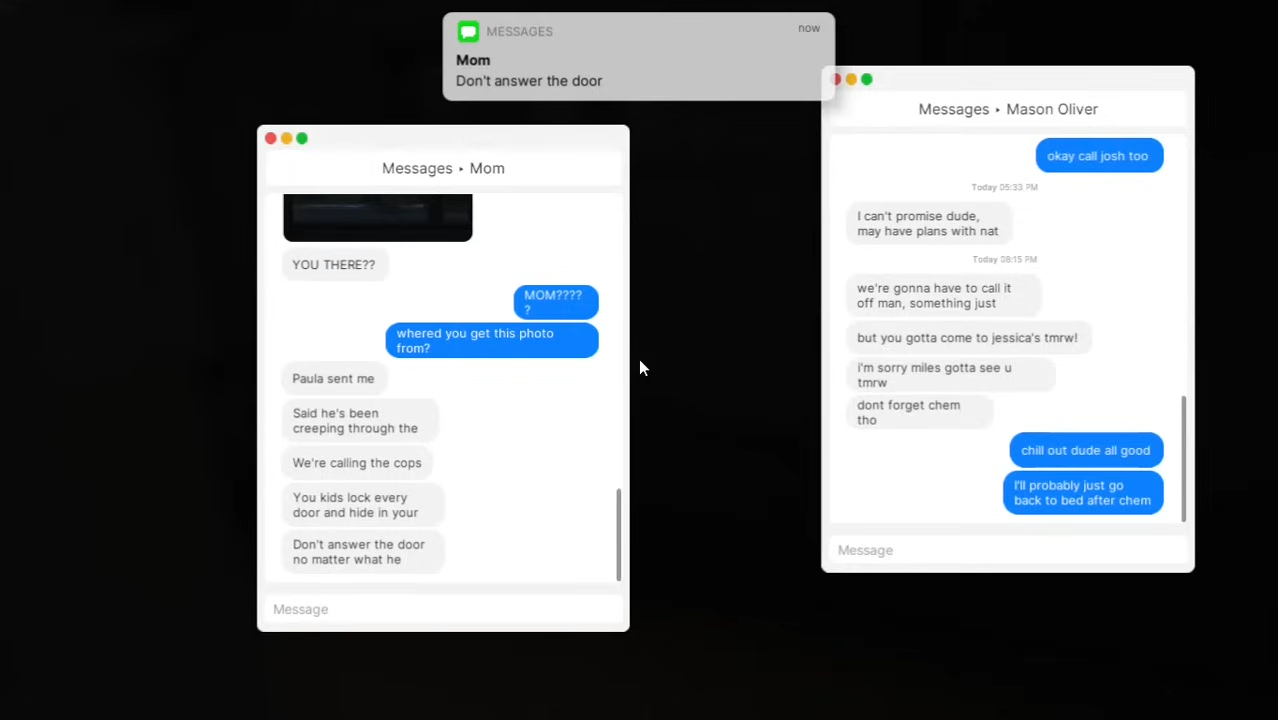 MESSAGES
now
Mom
Don't answer the door
Messages ‣ Mom
YOU THERE??
MOM????
?
whered you get this photo
from?
Paula sent me
Said he's been
creeping through the
We're calling the cops
You kids lock every
door and hide in your
Don't answer the door
no matter what he
Message
Messages ‣ Mason Oliver
okay call josh too
Today 05:33 PM
I can't promise dude,
may have plans with nat
Today 08:15 PM
we're gonna have to call it
off man, something just
but you gotta come to jessica's tmrw!
i'm sorry miles gotta see u
tmrw
dont forget chem
tho
chill out dude all good
I'll probably just go
back to bed after chem
Message